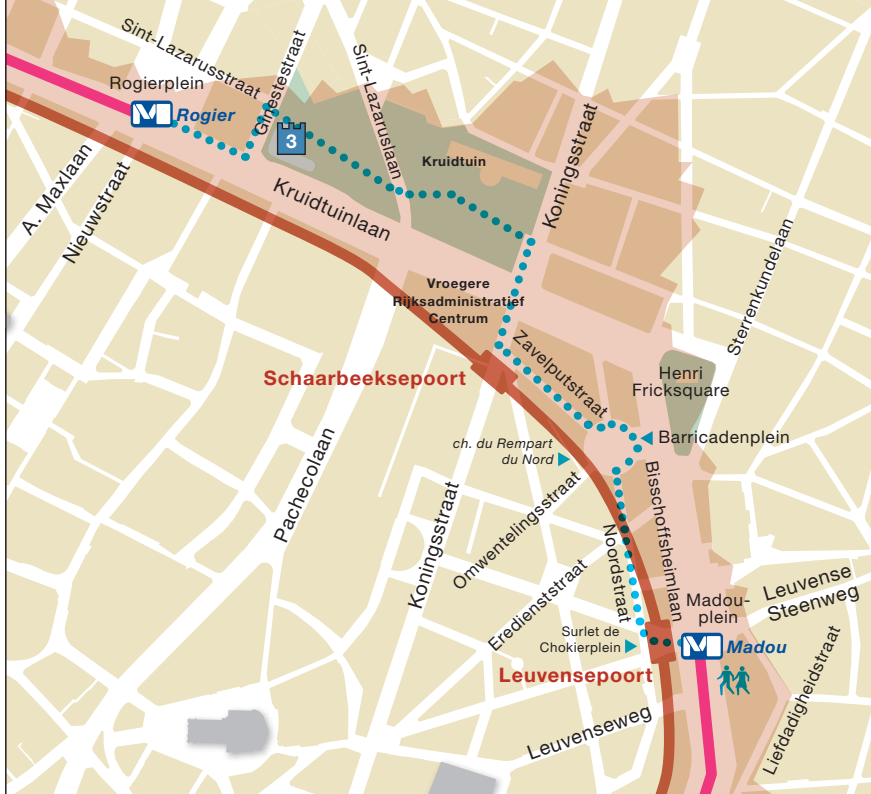 Sint-Lazarusstraat
Ginestestraat
Sint-Lazaruslaan
Rogierplein
M Rogier
3
Kruidtuin
Koningsstraat
A. Maxlaan
Nieuwstraat
Kruidtuinlaan
Sterrenkundelaan
Vroegere
Rijksadministratief
Centrum
Zavelputstraat
Henri
Fricksquare
Schaarbeeksepoort
Barricadenplein
ch. du Rempart
du Nord
Pachecolaan
Koningsstraat
Omwentelingsstraat
Bisschoffsheimlaan
Noordstraat
Eredienststraat
Madou-
plein
Leuvense
Steenweg
Surlet de
Chokierplein
M Madou
Leuvensepoort
Liefdadigheidstraat
Leuvenseweg